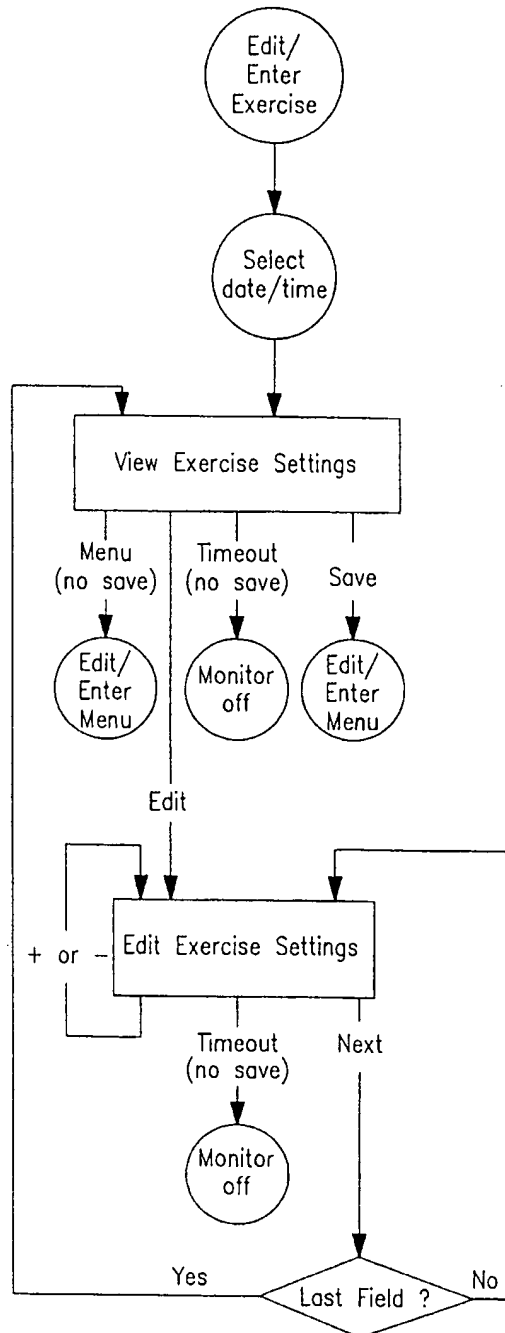 Edit/
Enter
Exercise
Select
date/time
View Exercise Settings
Menu
(no save)
Timeout
(no save)
Save
Edit/
Enter
Menu
Monitor
off
Edit/
Enter
Menu
Edit
+ or -
Edit Exercise Settings
Timeout
(no save)
Next
Monitor
off
Yes
Last Field ?
No